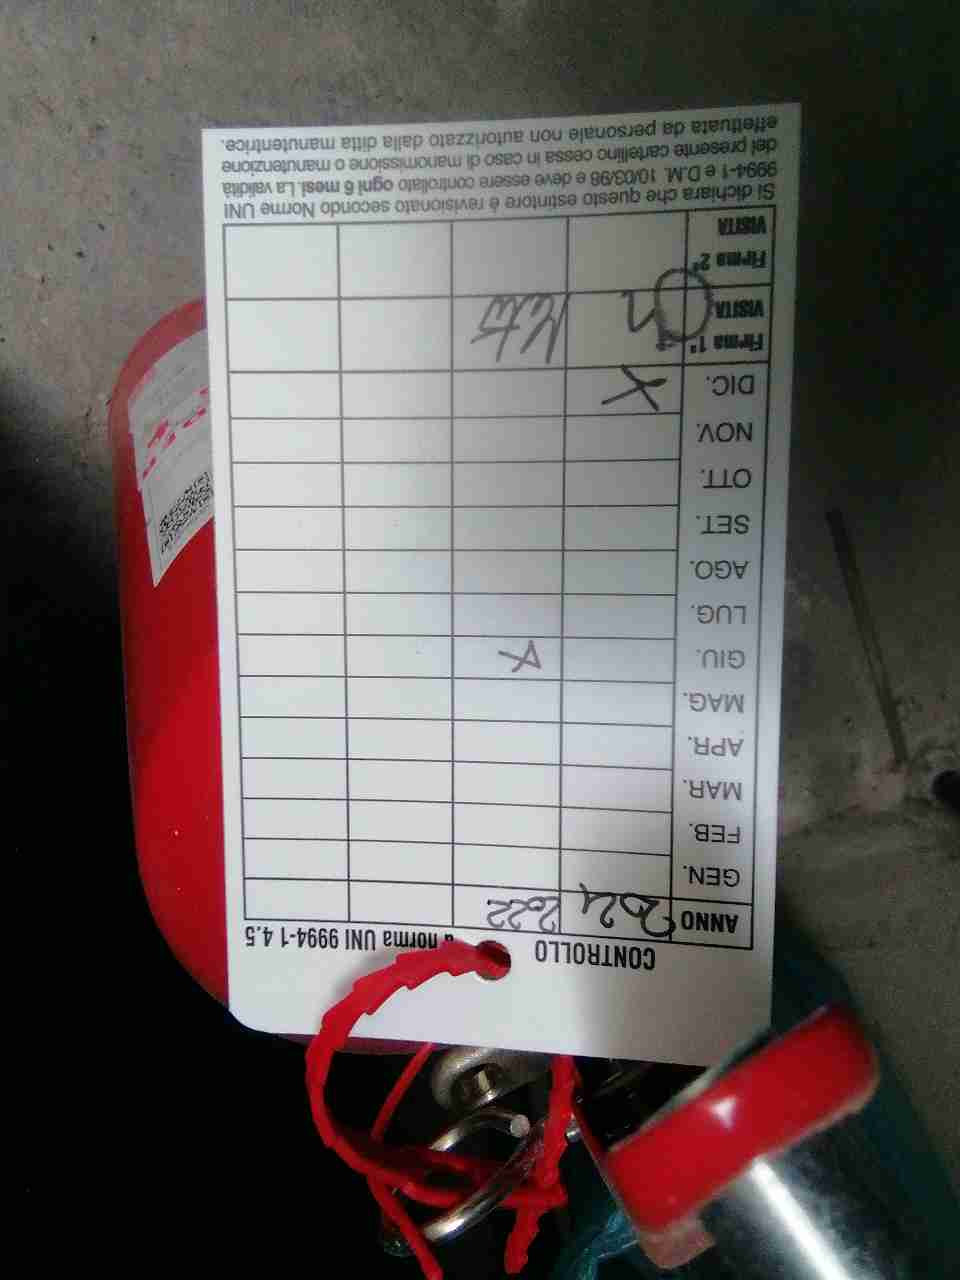 CONTROLLO a norma UNI 9994-1 4.5
ANNO 2021 2022
GEN.
FEB.
MAR.
APR.
MAG.
GIU. X
LUG.
AGO.
SET.
OTT.
NOV.
DIC. X
Firma 1ª
VISITA
Firma 2ª
VISITA
Si dichiara che questo estintore è revisionato secondo Norme UNI
9994-1 e D.M. 10/03/98 e deve essere controllato ogni 6 mesi. La validità
del presente cartellino cessa in caso di manomissione o manutenzione
effettuata da personale non autorizzato dalla ditta manutentrice.